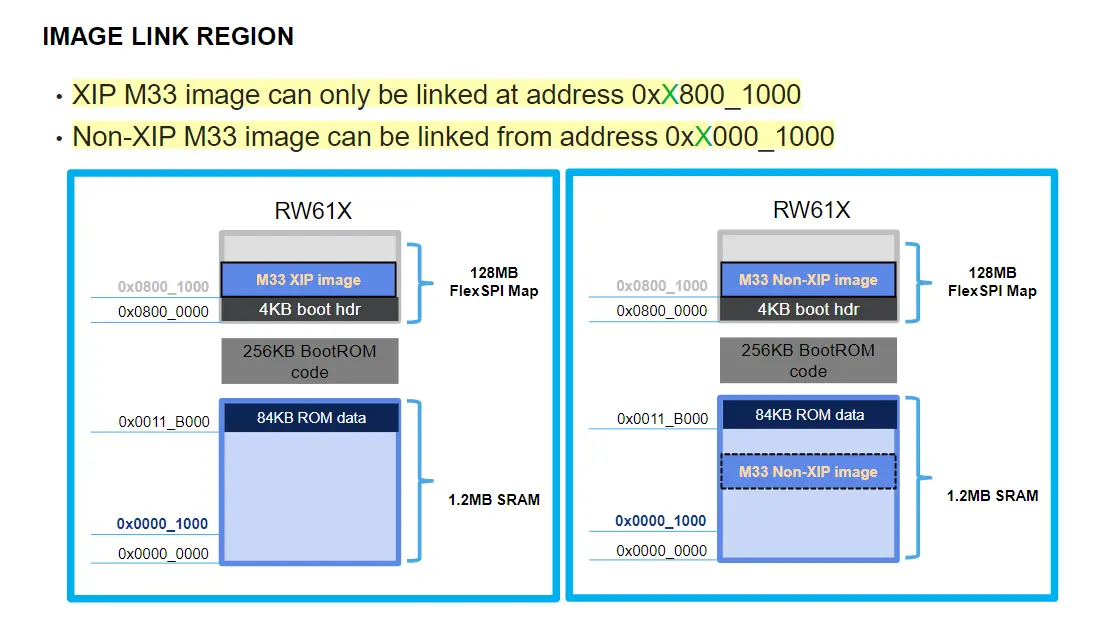 IMAGE LINK REGION
• XIP M33 image can only be linked at address 0xX800_1000
• Non-XIP M33 image can be linked from address 0xX000_1000
RW61X
M33 XIP image
0x0800_1000
4KB boot hdr
0x0800_0000
128MB
FlexSPI Map
256KB BootROM
code
84KB ROM data
0x0011_B000
1.2MB SRAM
0x0000_1000
0x0000_0000
RW61X
M33 Non-XIP image
0x0800_1000
4KB boot hdr
0x0800_0000
128MB
FlexSPI Map
256KB BootROM
code
84KB ROM data
0x0011_B000
M33 Non-XIP image
1.2MB SRAM
0x0000_1000
0x0000_0000